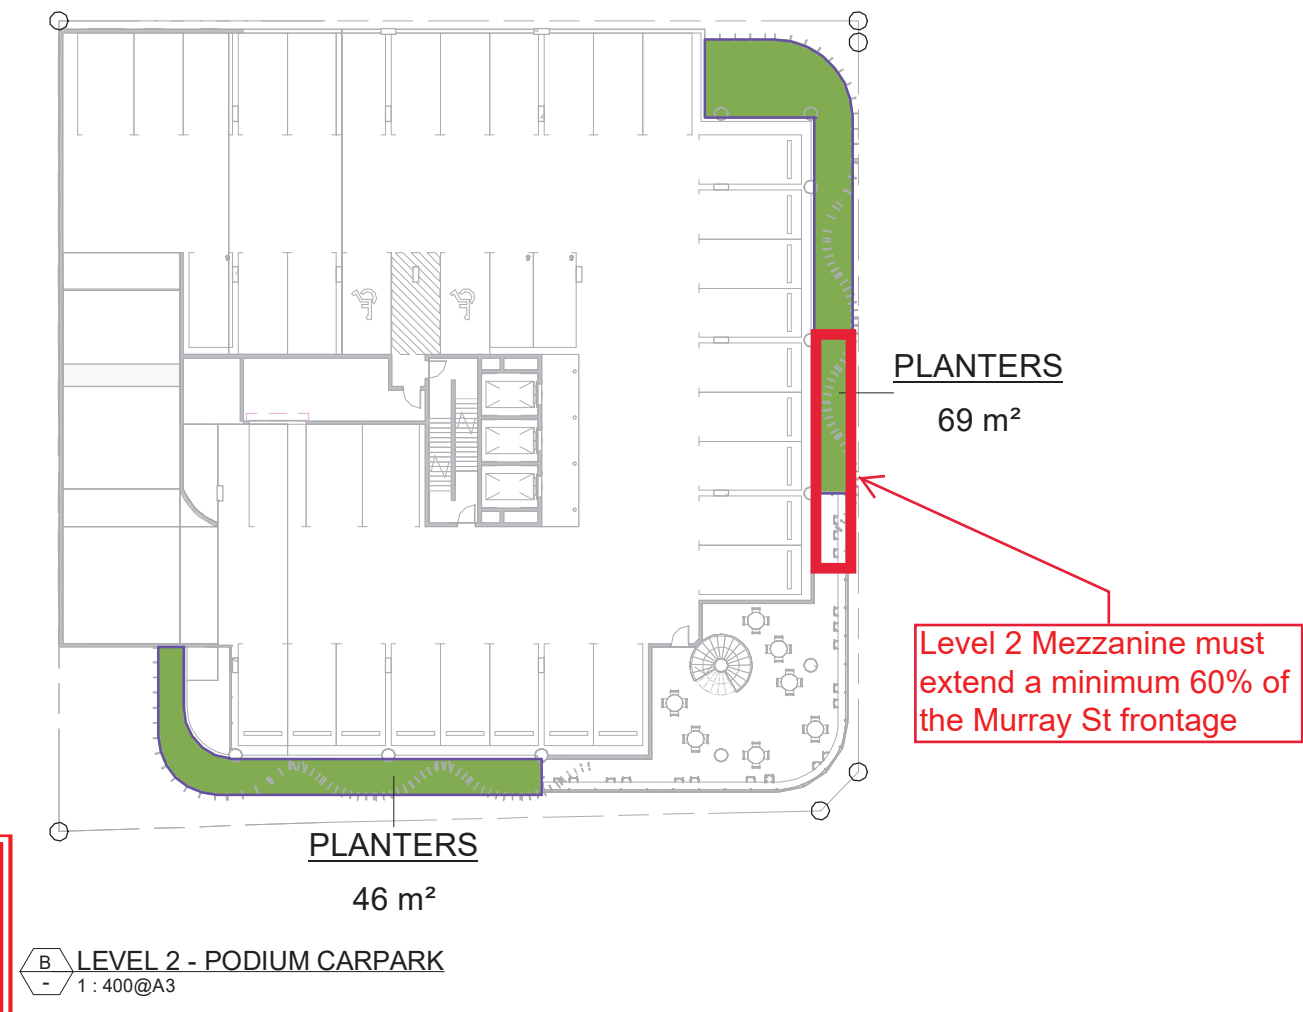 PLANTERS
69 m²
Level 2 Mezzanine must
extend a minimum 60% of
the Murray St frontage
PLANTERS
46 m²
B
-
LEVEL 2 - PODIUM CARPARK
1 : 400@A3